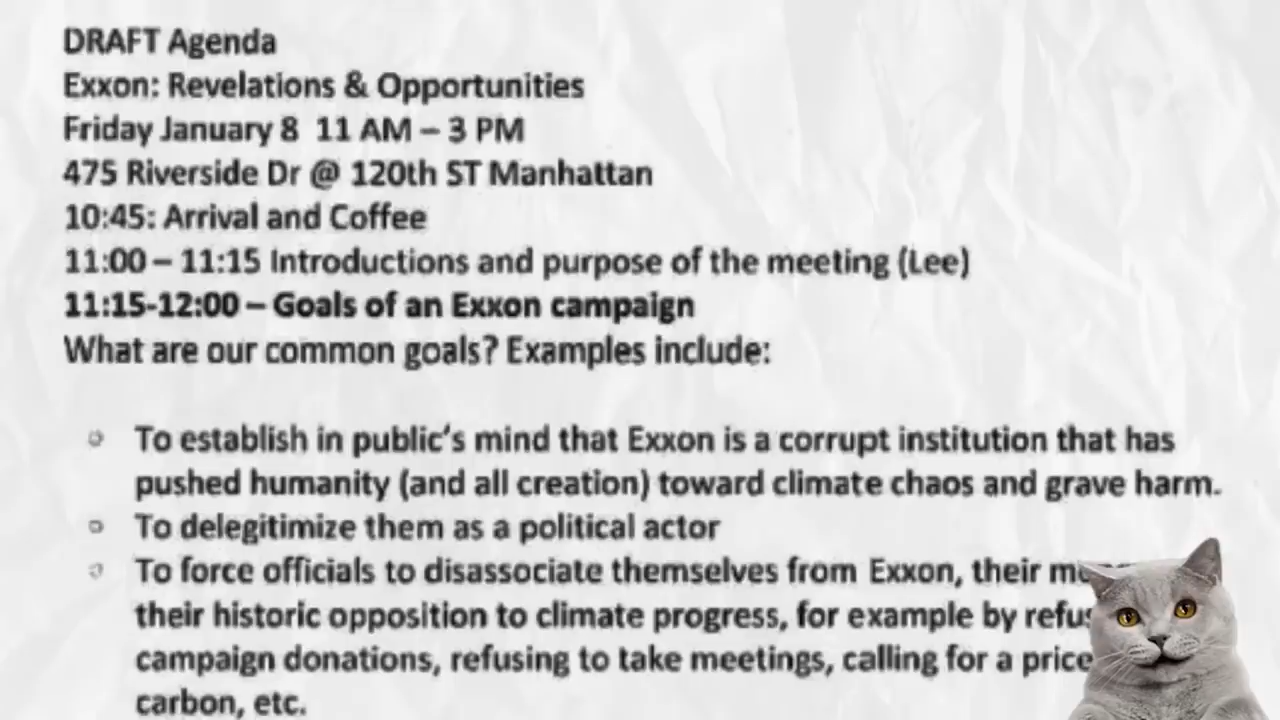 DRAFT Agenda
Exxon: Revelations & Opportunities
Friday January 8 11 AM – 3 PM
475 Riverside Dr @ 120th ST Manhattan
10:45: Arrival and Coffee
11:00 – 11:15 Introductions and purpose of the meeting (Lee)
11:15-12:00 – Goals of an Exxon campaign
What are our common goals? Examples include:
To establish in public's mind that Exxon is a corrupt institution that has
pushed humanity (and all creation) toward climate chaos and grave harm.
To delegitimize them as a political actor
To force officials to disassociate themselves from Exxon, their
their historic opposition to climate progress, for example by
campaign donations, refusing to take meetings, calling for a price
carbon, etc.